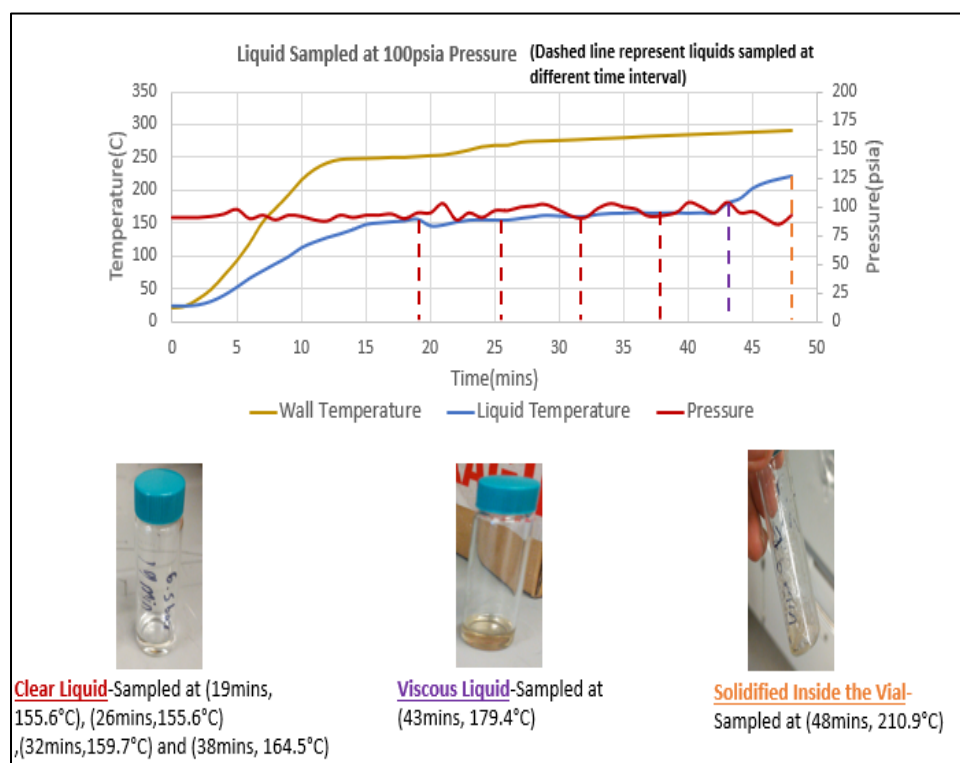 Liquid Sampled at 100psia Pressure (Dashed line represent liquids sampled at
different time interval)
350
300
250
200
150
100
50
0
Temperature(C)
200
175
150
125
100
75
50
25
0
Pressure(psia)
0 5 10 15 20 25 30 35 40 45 50
Time(mins)
Wall Temperature Liquid Temperature Pressure
Clear Liquid-Sampled at (19mins,
155.6°C), (26mins,155.6°C)
,(32mins,159.7°C) and (38mins, 164.5°C)
Viscous Liquid-Sampled at
(43mins, 179.4°C)
Solidified Inside the Vial-
Sampled at (48mins, 210.9°C)